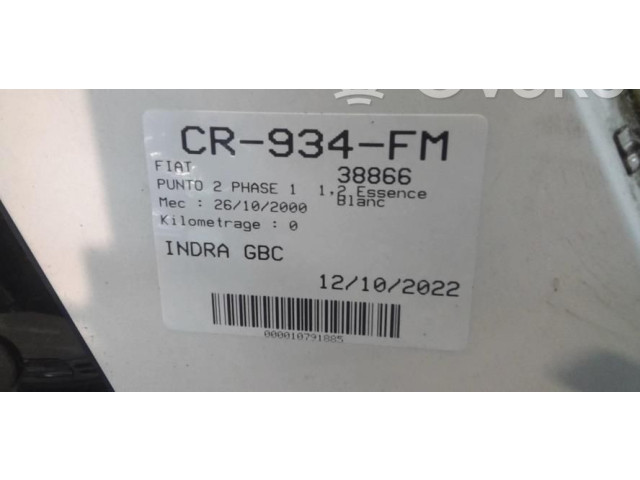 CR-934-FM
FIAT 38866
PUNTO 2 PHASE 1 1.2 Essence
Mec : 26/10/2000 Blanc
Kilometrage : 0
INDRA GBC
12/10/2022
000010791885